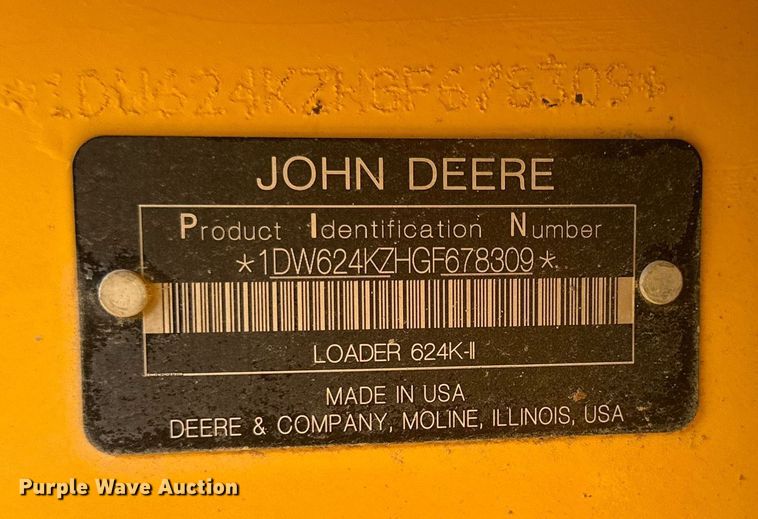 *1DW624KZHGF678309*
JOHN DEERE
Product Identification Number
*1DW624KZHGF678309*
LOADER 624K-II
MADE IN USA
DEERE & COMPANY, MOLINE, ILLINOIS, USA
Purple Wave Auction